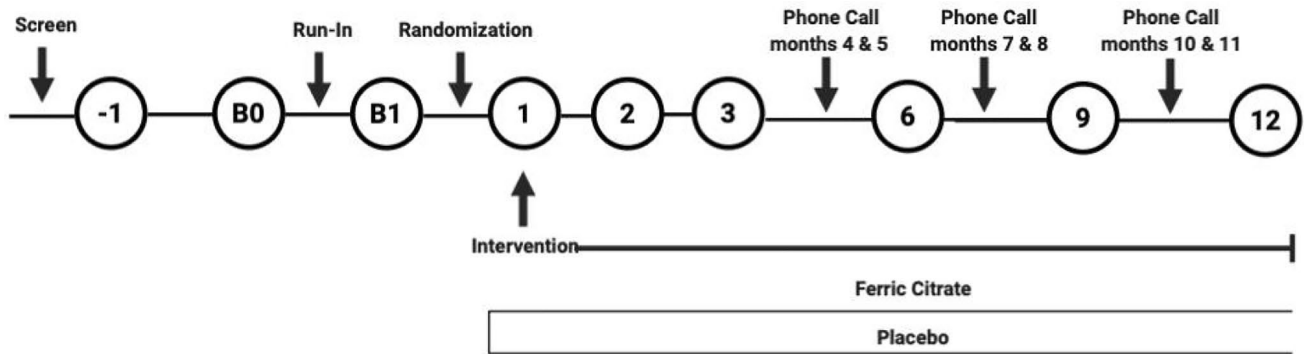 Screen
Run-In
Randomization
Phone Call
months 4 & 5
Phone Call
months 7 & 8
Phone Call
months 10 & 11
-1
B0
B1
1
2
3
6
9
12
Intervention
Ferric Citrate
Placebo